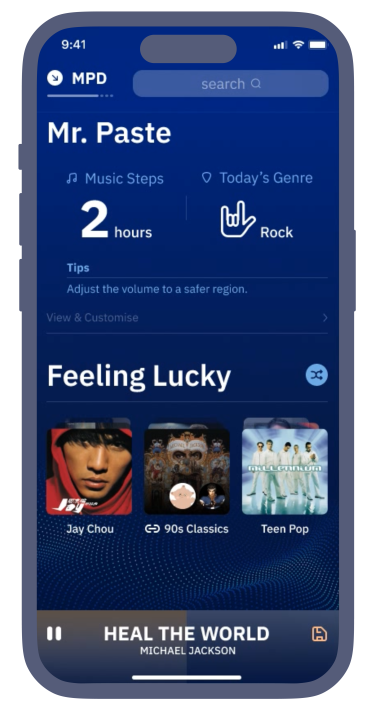 9:41
MPD
search
Mr. Paste
Music Steps
Today's Genre
2 hours
Rock
Tips
Adjust the volume to a safer region.
View & Customise
Feeling Lucky
JAY
MILLENNIUM
Jay Chou
90s Classics
Teen Pop
HEAL THE WORLD
MICHAEL JACKSON